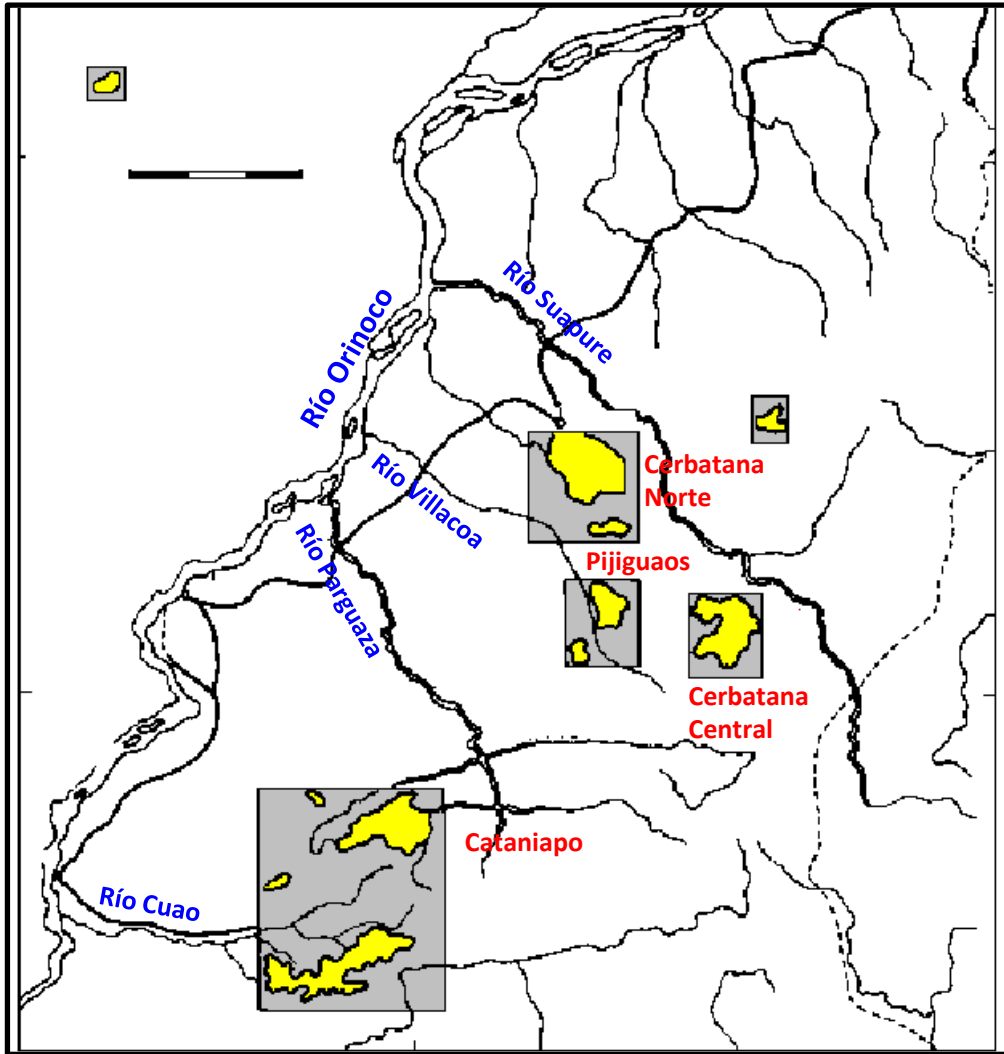 Río Suapure
Río Orinoco
Cerbatana
Norte
Río Villacoa
Río Parguaza
Pijiguaos
Cerbatana
Central
Cataniapo
Río Cuao